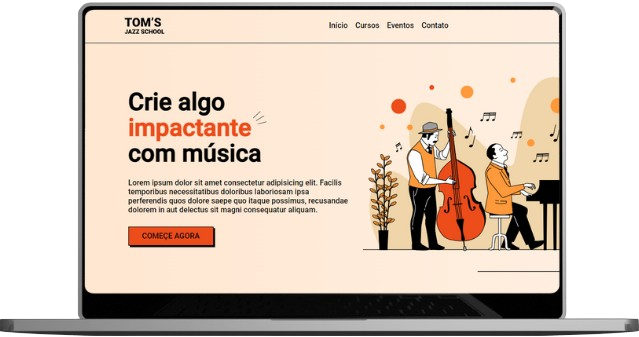 TOM'S
JAZZ SCHOOL
Início Cursos Eventos Contato
Crie algo
impactante
com música
Lorem ipsum dolor sit amet consectetur adipisicing elit. Facilis
temporibus necessitatibus doloribus laboriosam ipsa
perferendis quos dolore saepe quo itaque possimus, recusandae
dolorem in aut delectus sit magni consequatur aliquam.
COMEÇE AGORA